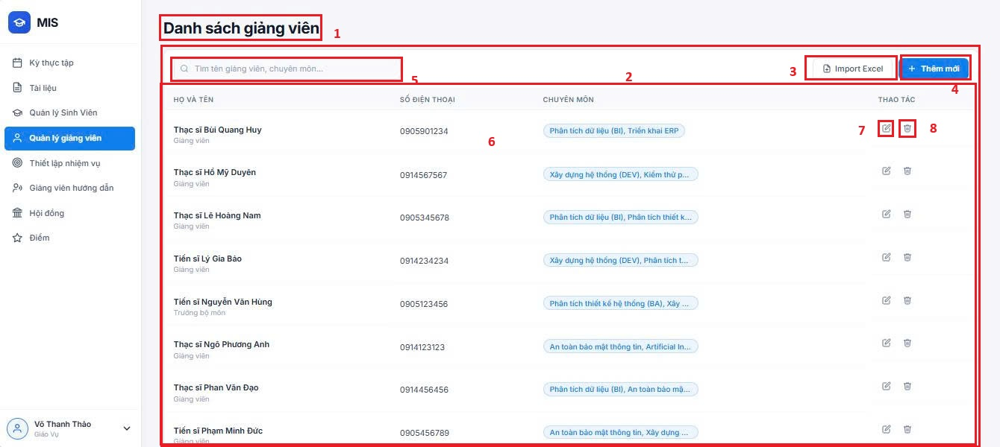 MIS
Kỳ thực tập
Tài liệu
Quản lý Sinh Viên
Quản lý giảng viên
Thiết lập nhiệm vụ
Giảng viên hướng dẫn
Hội đồng
Điểm
Võ Thanh Thảo
Giáo Vụ
Danh sách giảng viên 1
Tìm tên giảng viên, chuyên môn... 5 2 3 Import Excel + Thêm mới 4
HỌ VÀ TÊN SỐ ĐIỆN THOẠI CHUYÊN MÔN THAO TÁC
Thạc sĩ Bùi Quang Huy 0905901234 Phân tích dữ liệu (BI), Triển khai ERP 7 8
Giảng viên 6
Thạc sĩ Hồ Mỹ Duyên 0914567567 Xây dựng hệ thống (DEV), Kiểm thử p...
Giảng viên
Thạc sĩ Lê Hoàng Nam 0905345678 Phân tích dữ liệu (BI), Phân tích thiết k...
Giảng viên
Tiến sĩ Lý Gia Bảo 0914234234 Xây dựng hệ thống (DEV), Phân tích t...
Giảng viên
Tiến sĩ Nguyễn Văn Hùng 0905123456 Phân tích thiết kế hệ thống (BA), Xây ...
Trưởng bộ môn
Thạc sĩ Ngô Phương Anh 0914123123 An toàn bảo mật thông tin, Artificial In...
Giảng viên
Thạc sĩ Phan Văn Đạo 0914456456 Phân tích dữ liệu (BI), An toàn bảo mậ...
Giảng viên
Tiến sĩ Phạm Minh Đức 0905456789 An toàn bảo mật thông tin, Xây dựng ...
Giảng viên